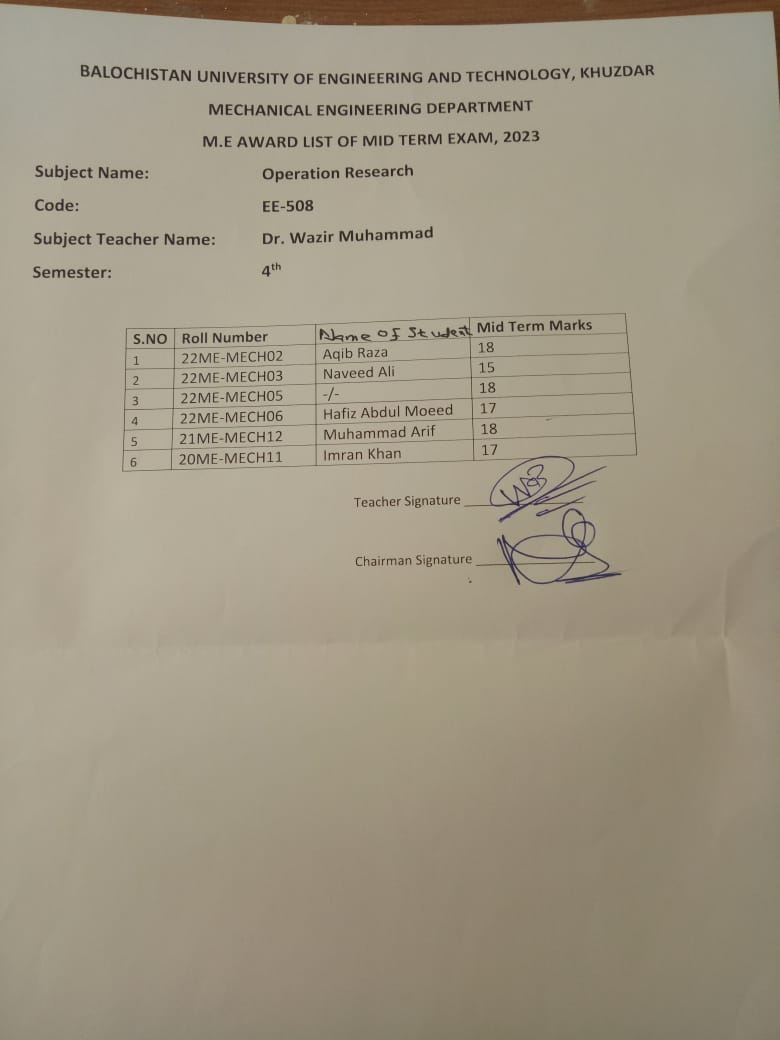 BALOCHISTAN UNIVERSITY OF ENGINEERING AND TECHNOLOGY, KHUZDAR
MECHANICAL ENGINEERING DEPARTMENT
M.E AWARD LIST OF MID TERM EXAM, 2023
Subject Name: Operation Research
Code: EE-508
Subject Teacher Name: Dr. Wazir Muhammad
Semester: 4th
S.NO Roll Number Name of Student Mid Term Marks
1 22ME-MECH02 Aqib Raza 18
2 22ME-MECH03 Naveed Ali 15
3 22ME-MECH05 -/- 18
4 22ME-MECH06 Hafiz Abdul Moeed 17
5 21ME-MECH12 Muhammad Arif 18
6 20ME-MECH11 Imran Khan 17
Teacher Signature
Chairman Signature